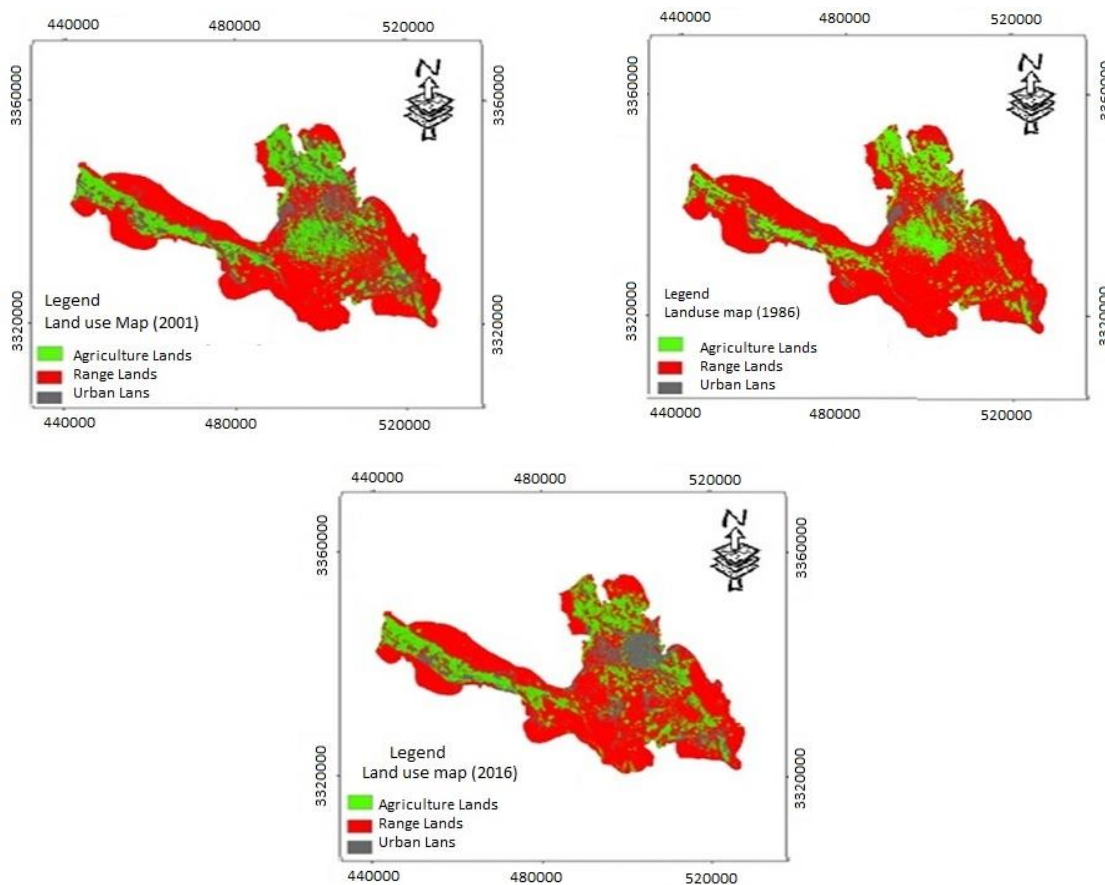 440000 480000 520000
3360000 3360000
N
Legend
Land use Map (2001)
3320000 3320000
Agriculture Lands
Range Lands
Urban Lans
440000 480000 520000
440000 480000 520000
3360000 3360000
N
Legend
Landuse map (1986)
3320000 3320000
Agriculture Lands
Range Lands
Urban Lans
440000 480000 520000
440000 480000 520000
3360000 3360000
N
Legend
Land use map (2016)
3320000 3320000
Agriculture Lands
Range Lands
Urban Lans
440000 480000 520000